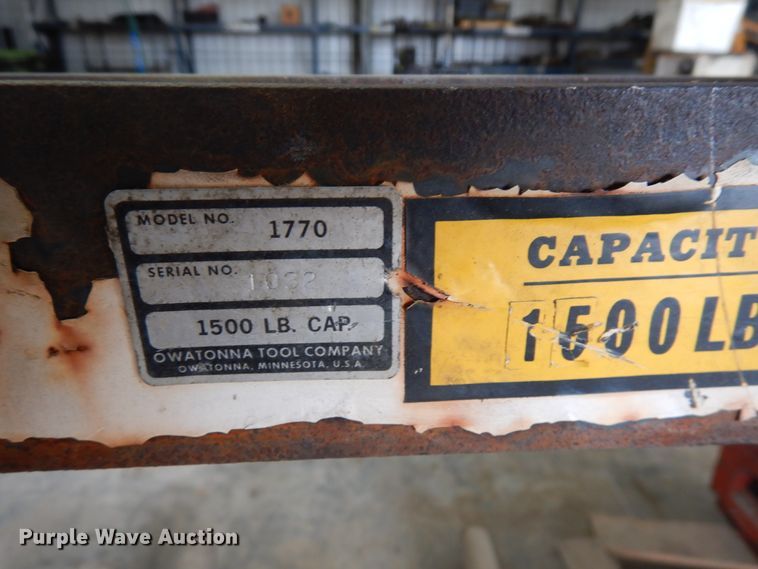 MODEL NO. 1770
SERIAL NO.
1500 LB. CAP.
OWATONNA TOOL COMPANY
OWATONNA, MINNESOTA, U.S.A.
CAPACIT
1500 LB
Purple Wave Auction®